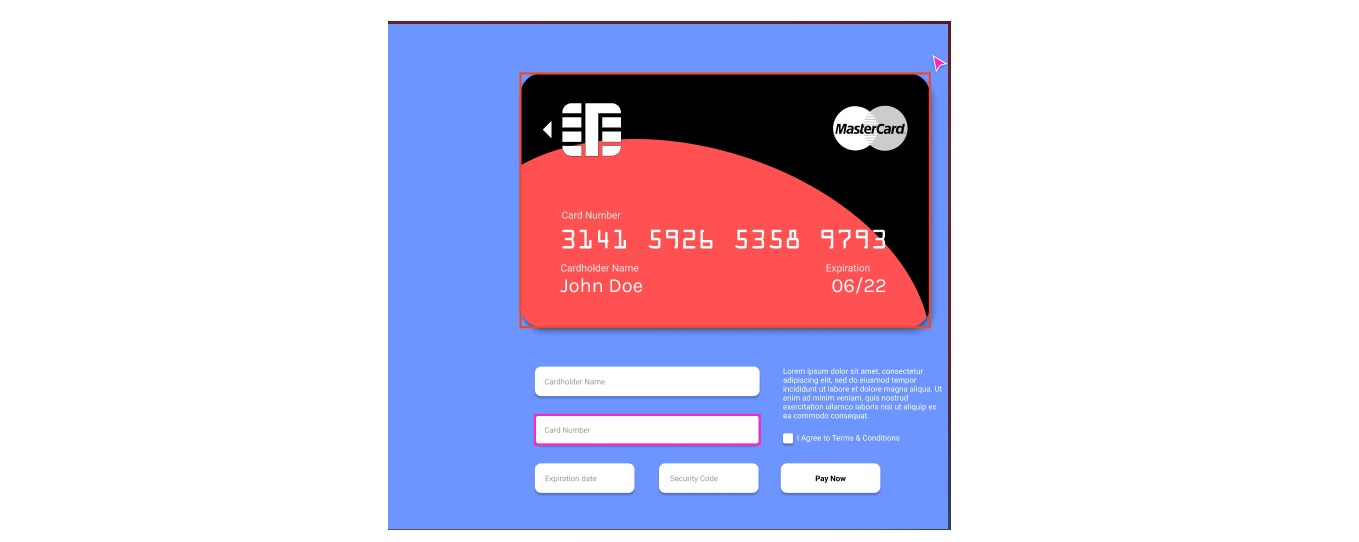 MasterCard
Card Number
3141 5926 5358 9793
Cardholder Name
Expiration
John Doe
06/22
Cardholder Name
Card Number
Expiration date
Security Code
Lorem ipsum dolor sit amet, consectetur
adipiscing elit, sed do eiusmod tempor
incididunt ut labore et dolore magna aliqua. Ut
enim ad minim veniam, quis nostrud
exercitation ullamco laboris nisi ut aliquip ex
ea commodo consequat.
I Agree to Terms & Conditions
Pay Now